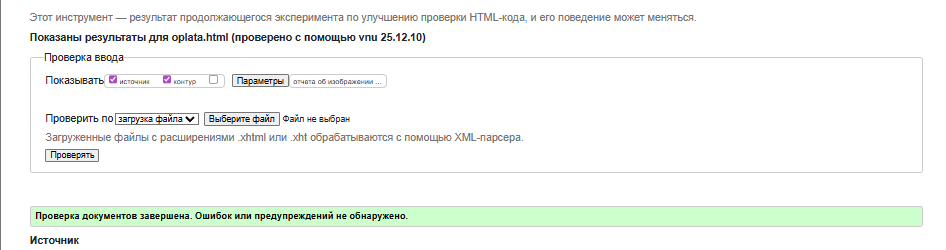 Этот инструмент — результат продолжающегося эксперимента по улучшению проверки HTML-кода, и его поведение может меняться.
Показаны результаты для oplata.html (проверено с помощью vnu 25.12.10)
Проверка ввода
Показывать источник контур Параметры отчета об изображении ...
Проверить по загрузка файла Выберите файл Файл не выбран
Загруженные файлы с расширениями .xhtml или .xht обрабатываются с помощью XML-парсера.
Проверять
Проверка документов завершена. Ошибок или предупреждений не обнаружено.
Источник